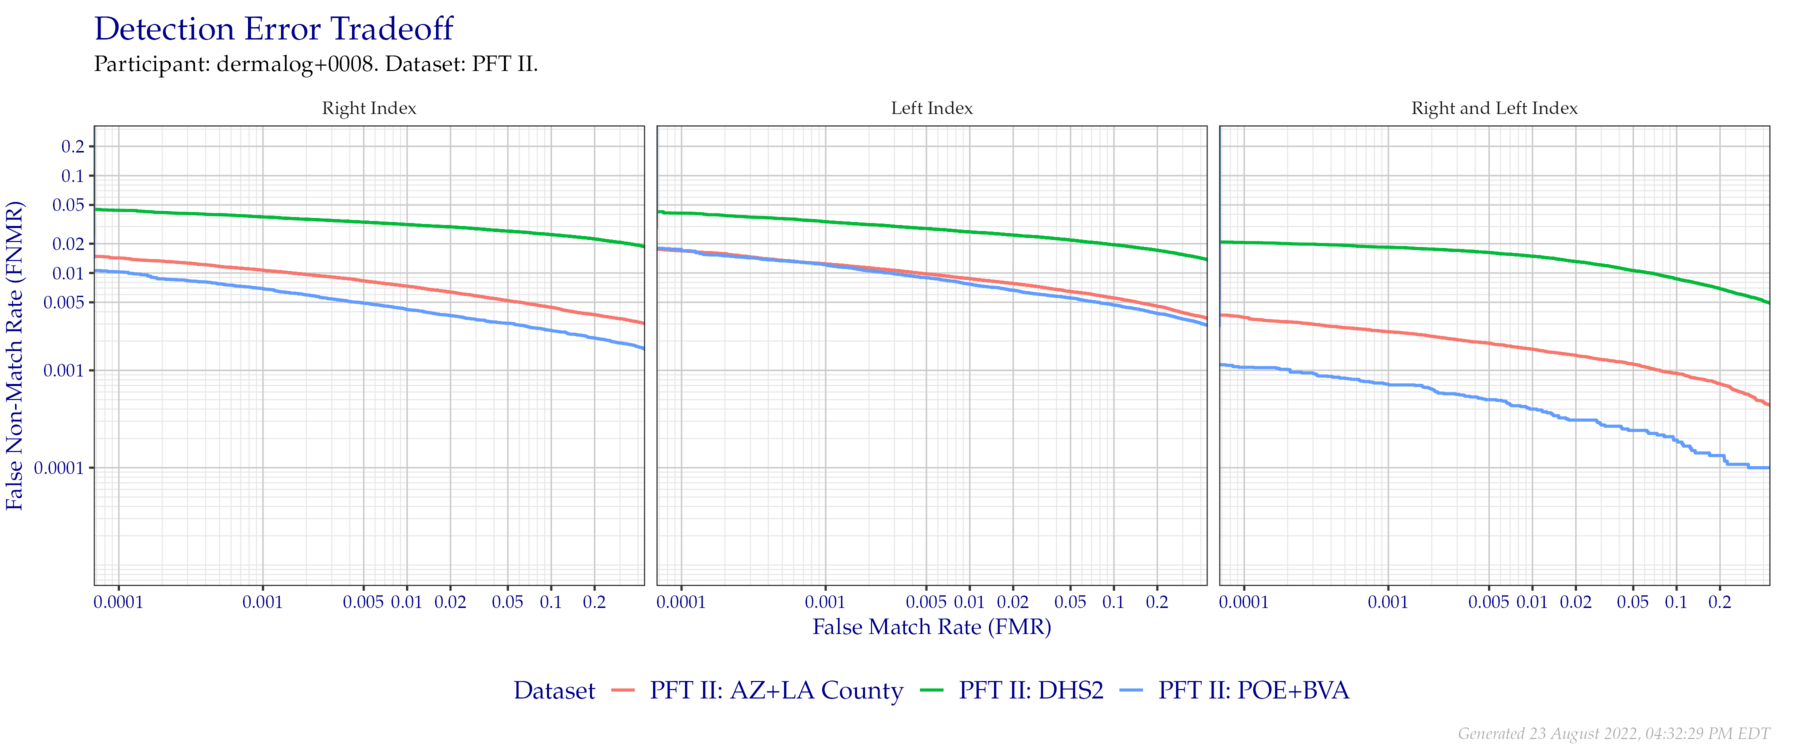 Detection Error Tradeoff
Participant: dermalog+0008. Dataset: PFT II.
Right Index
Left Index
Right and Left Index
False Non-Match Rate (FNMR)
0.2
0.1
0.05
0.02
0.01
0.005
0.001
0.0001
0.0001 0.001 0.005 0.01 0.02 0.05 0.1 0.2
0.0001 0.001 0.005 0.01 0.02 0.05 0.1 0.2
0.0001 0.001 0.005 0.01 0.02 0.05 0.1 0.2
False Match Rate (FMR)
Dataset PFT II: AZ+LA County PFT II: DHS2 PFT II: POE+BVA
Generated 23 August 2022, 04:32:29 PM EDT